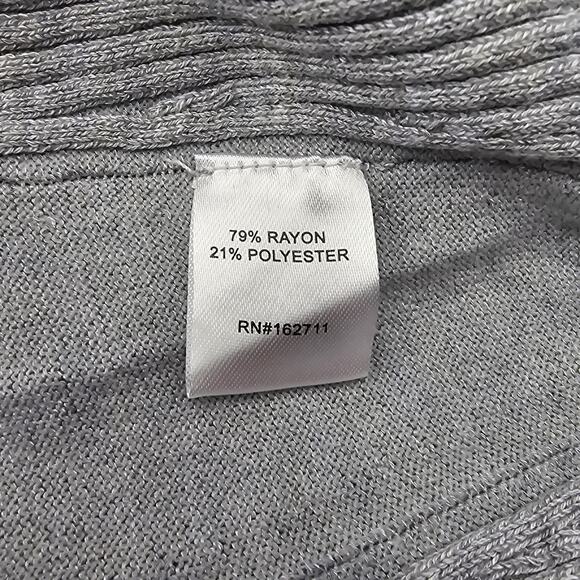 79% RAYON
21% POLYESTER
RN#162711